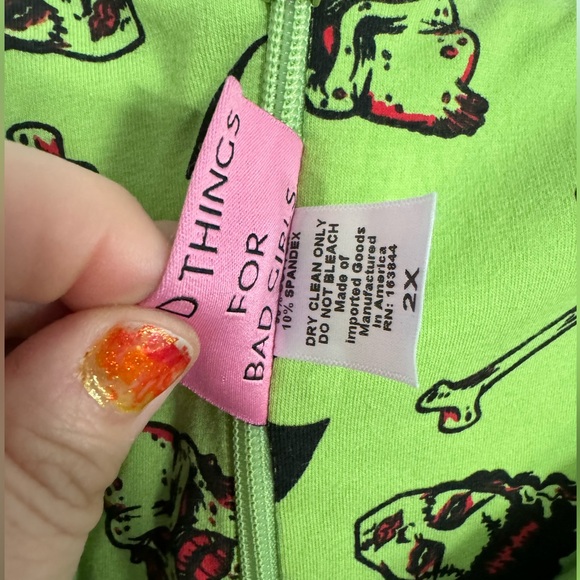 THINGS
FOR
BAD GIRLS
10% SPANDEX
DRY CLEAN ONLY
DO NOT BLEACH
Made of
Imported Goods
Manufactured
in America
RN: 163844
2X